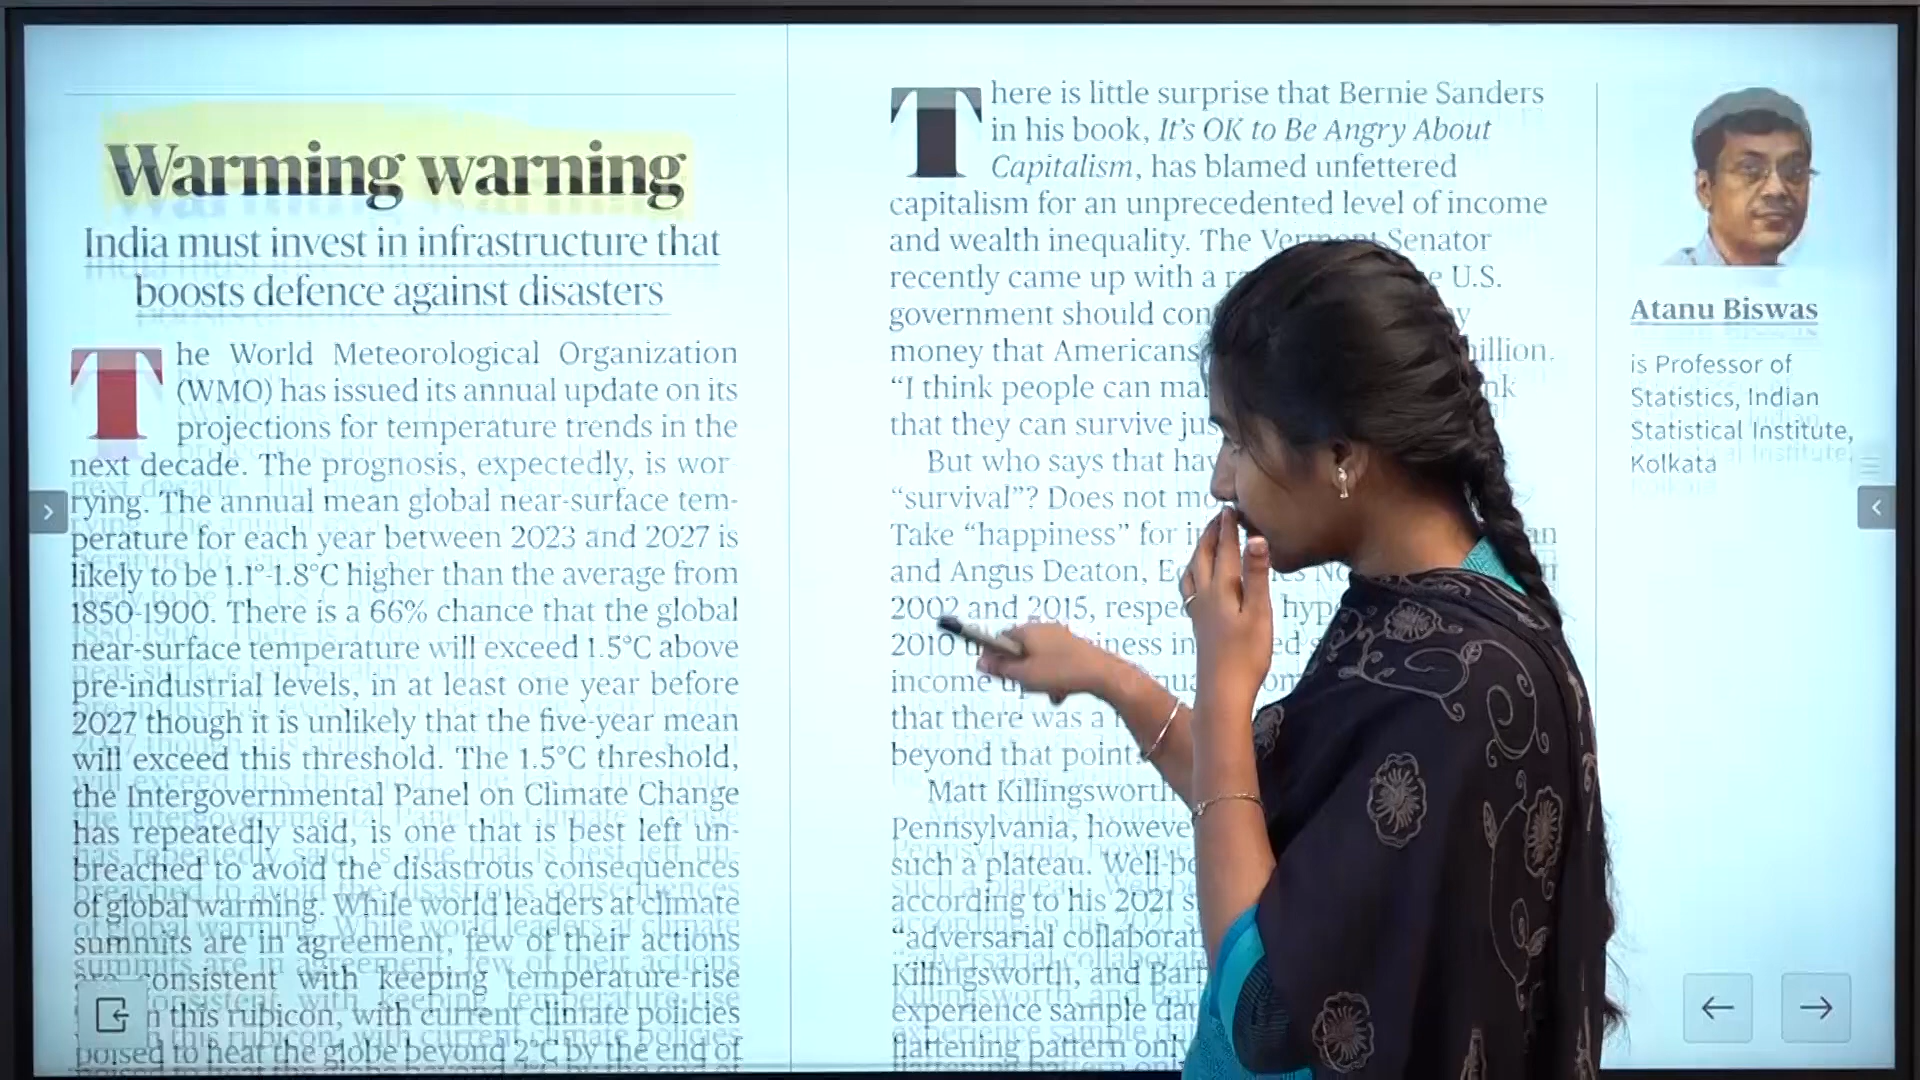 Warming warning
India must invest in infrastructure that
boosts defence against disasters
The World Meteorological Organization
(WMO) has issued its annual update on its
projections for temperature trends in the
next decade. The prognosis, expectedly, is wor-
rying. The annual mean global near-surface tem-
perature for each year between 2023 and 2027 is
likely to be 1.1°-1.8°C higher than the average from
1850-1900. There is a 66% chance that the global
near-surface temperature will exceed 1.5°C above
pre-industrial levels, in at least one year before
2027 though it is unlikely that the five-year mean
will exceed this threshold. The 1.5°C threshold,
the Intergovernmental Panel on Climate Change
has repeatedly said, is one that is best left un-
breached to avoid the disastrous consequences
of global warming. While world leaders at climate
summits are in agreement, few of their actions
are consistent with keeping temperature-rise
this rubicon, with current climate policies
poised to heat the globe beyond 2°C by the end of
There is little surprise that Bernie Sanders
in his book, It's OK to Be Angry About
Capitalism, has blamed unfettered
capitalism for an unprecedented level of income
and wealth inequality. The Vermont Senator
recently came up with a U.S.
government should
money that Americans
“I think people can
that they can survive
But who says that
“survival”? Does not
Take “happiness” for
and Angus Deaton,
2002 and 2015,
2010
income
that there was a
beyond that point.
Matt Killingsworth
Pennsylvania, however
such a plateau.
according to his 2021
“adversarial
Killingsworth, and
experience sample
flattening pattern only
Atanu Biswas
is Professor of
Statistics, Indian
Statistical Institute,
Kolkata